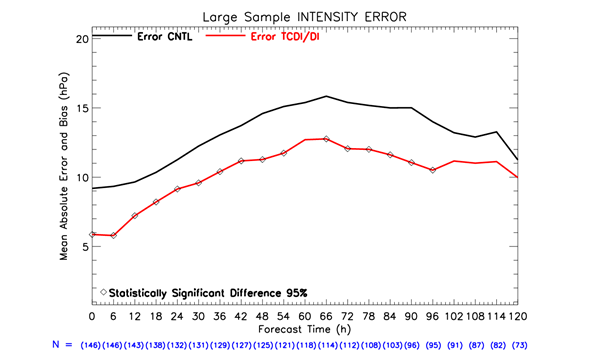 Large Sample INTENSITY ERROR
Error CNTL Error TCDI/DI
20
15
10
5
Mean Absolute Error and Bias (hPa)
Statistically Significant Difference 95%
0 6 12 18 24 30 36 42 48 54 60 66 72 78 84 90 96 102 108 114 120
Forecast Time (h)
N = (146) (146) (143) (138) (132) (131) (129) (127) (125) (121) (118) (114) (112) (108) (103) (96) (95) (91) (87) (82) (73)